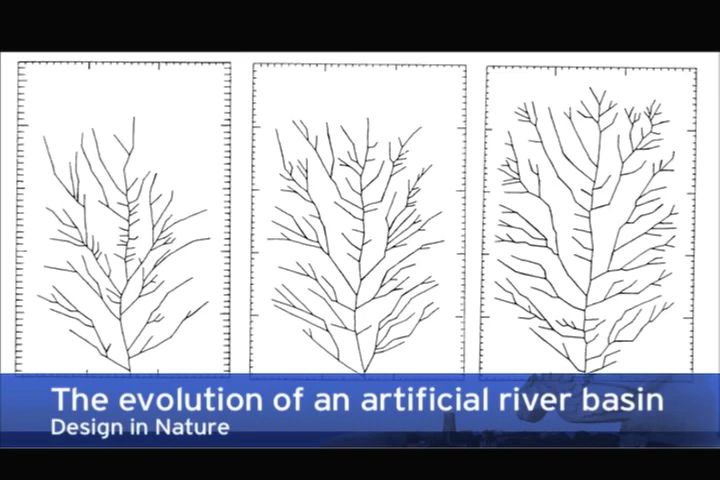 The evolution of an artificial river basin
Design in Nature